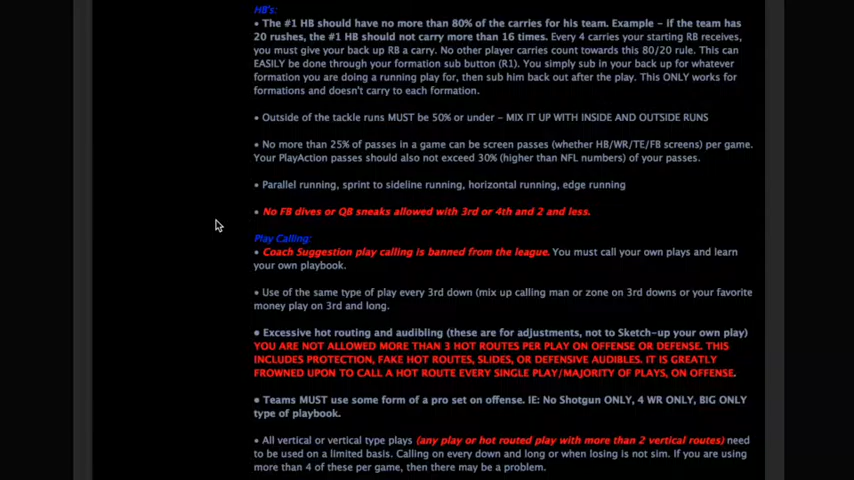 HB's:
• The #1 HB should have no more than 80% of the carries for his team. Example - if the team has
20 rushes, the #1 HB should not carry more than 16 times. Every 4 carries your starting RB receives,
you must give your back up RB a carry. No other player carries count towards this 80/20 rule. This can
EASILY be done through your formation sub button (R1). You simply sub in your back up for whatever
formation you are doing a running play for, then sub him back out after the play. This ONLY works for
formations and doesn't carry to each formation.
• Outside of the tackle runs MUST be 50% or under - MIX IT UP WITH INSIDE AND OUTSIDE RUNS
• No more than 25% of passes in a game can be screen passes (whether HB/WR/TE/FB screens) per game.
Your PlayAction passes should also not exceed 30% (higher than NFL numbers) of your passes.
• Parallel running, sprint to sideline running, horizontal running, edge running
• No FB dives or QB sneaks allowed with 3rd or 4th and 2 and less.
Play Calling:
• Coach Suggestion play calling is banned from the league. You must call your own plays and learn
your own playbook.
• Use of the same type of play every 3rd down (mix up calling man or zone on 3rd downs or your favorite
money play on 3rd and long.
• Excessive hot routing and audibling (these are for adjustments, not to Sketch-up your own play)
YOU ARE NOT ALLOWED MORE THAN 3 HOT ROUTES PER PLAY ON OFFENSE OR DEFENSE. THIS
INCLUDES PROTECTION, FAKE HOT ROUTES, SLIDES, OR DEFENSIVE AUDIBLES. IT IS GREATLY
FROWNED UPON TO CALL A HOT ROUTE EVERY SINGLE PLAY/MAJORITY OF PLAYS, ON OFFENSE.
• Teams MUST use some form of a pro set on offense. IE: No Shotgun ONLY, 4 WR ONLY, BIG ONLY
type of playbook.
• All vertical or vertical type plays (any play or hot routed play with more than 2 vertical routes) need
to be used on a limited basis. Calling on every down and long or when losing is not sim. If you are using
more than 4 of these per game, then there may be a problem.